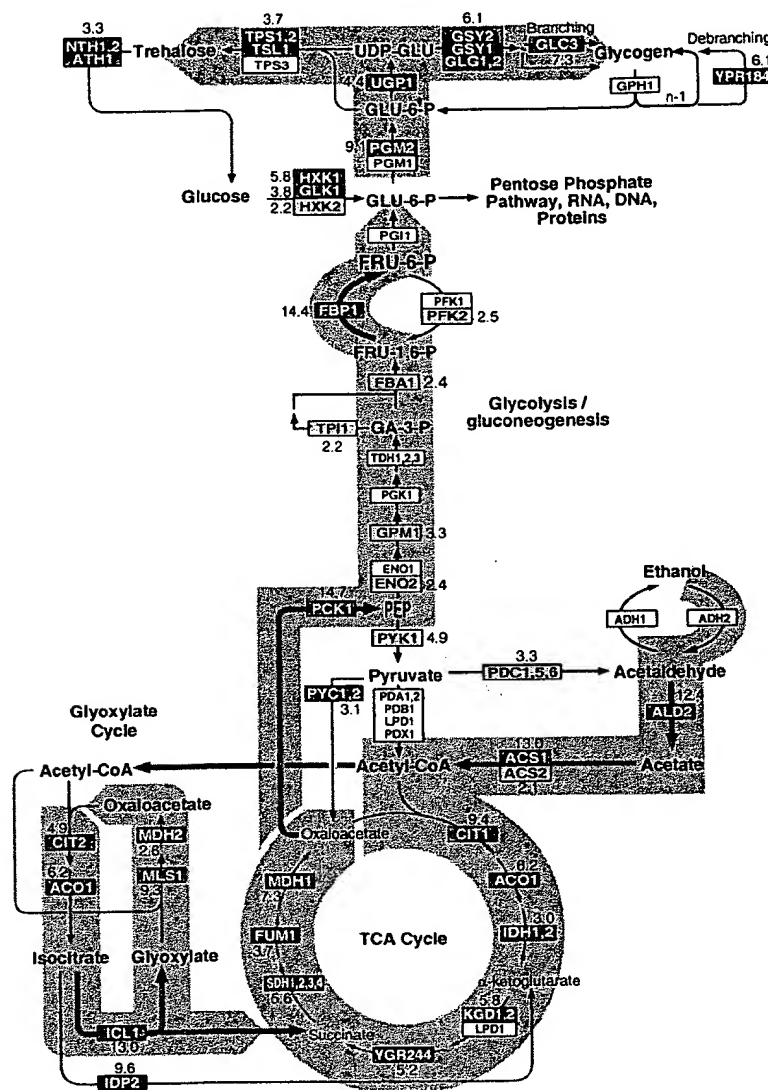 3.3
NTH1,2
ATH1
Trehalose
3.7
TPS1,2
TSL1
TPS3
UDP-GLU
6.1
GSY2
GSY1
GLG1,2
Branching
GLC3
7.3
Glycogen
Debranching
6.1
GPH1
n-1
4.4
UGP1
GLU-6-P
9.1
PGM2
PGM1
Glucose
5.8
HXK1
3.8
GLK1
2.2
HXK2
GLU-6-P
Pentose Phosphate
Pathway, RNA, DNA,
Proteins
PGI1
FRU-6-P
14.4
FBP1
PFK1
PFK2
2.5
FRU-1,6-P
FBA1
2.4
Glycolysis /
gluconeogenesis
TPI1
2.2
GA-3-P
TDH1,2,3
PGK1
GPM1
3.3
ENO1
ENO2
2.4
14.7
PCK1
PEP
PYK1
4.9
Ethanol
ADH1
ADH2
Pyruvate
3.3
PDC1,5,6
Acetaldehyde
PYC1,2
3.1
PDA1,2
PDB1
LPD1
PDX1
ALD2
Glyoxylate
Cycle
Acetyl-CoA
Acetyl-CoA
13.0
ACS1
ACS2
2.1
Acetate
Oxaloacetate
4.9
CIT2
MDH2
2.6
Oxaloacetate
9.4
CIT1
6.2
ACO1
MLS1
9.3
MDH1
7.3
6.2
ACO1
3.0
IDH1,2
FUM1
3.7
TCA Cycle
Isocitrate
Glyoxylate
SDH1,2,3,4
5.6
α-ketoglutarate
5.8
KGD1,2
LPD1
ICL1
13.0
Succinate
YGR244
5.2
9.6
IDP2